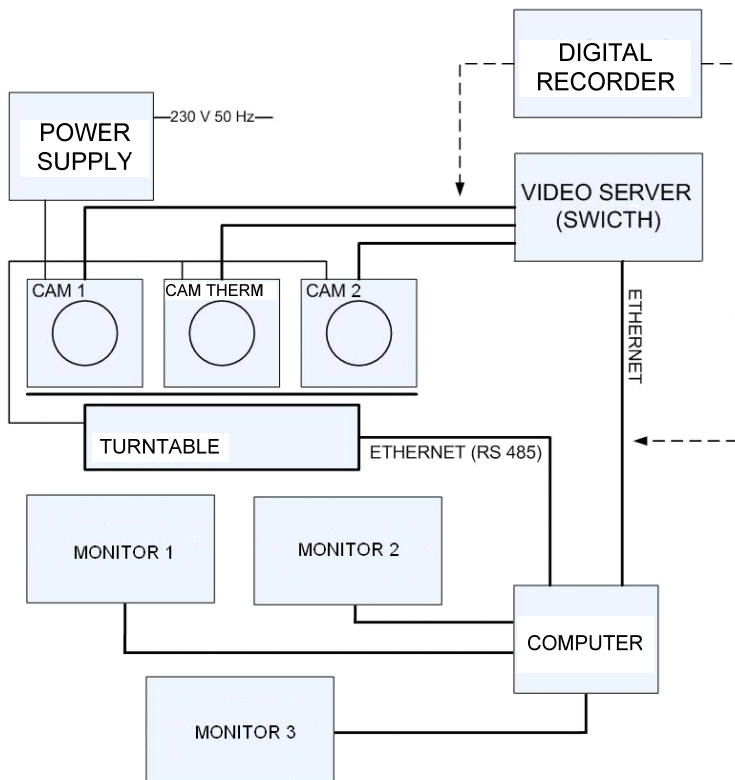 DIGITAL
RECORDER
POWER
SUPPLY
230 V 50 Hz
VIDEO SERVER
(SWICTH)
CAM 1
CAM THERM
CAM 2
ETHERNET
TURNTABLE
ETHERNET (RS 485)
MONITOR 1
MONITOR 2
COMPUTER
MONITOR 3